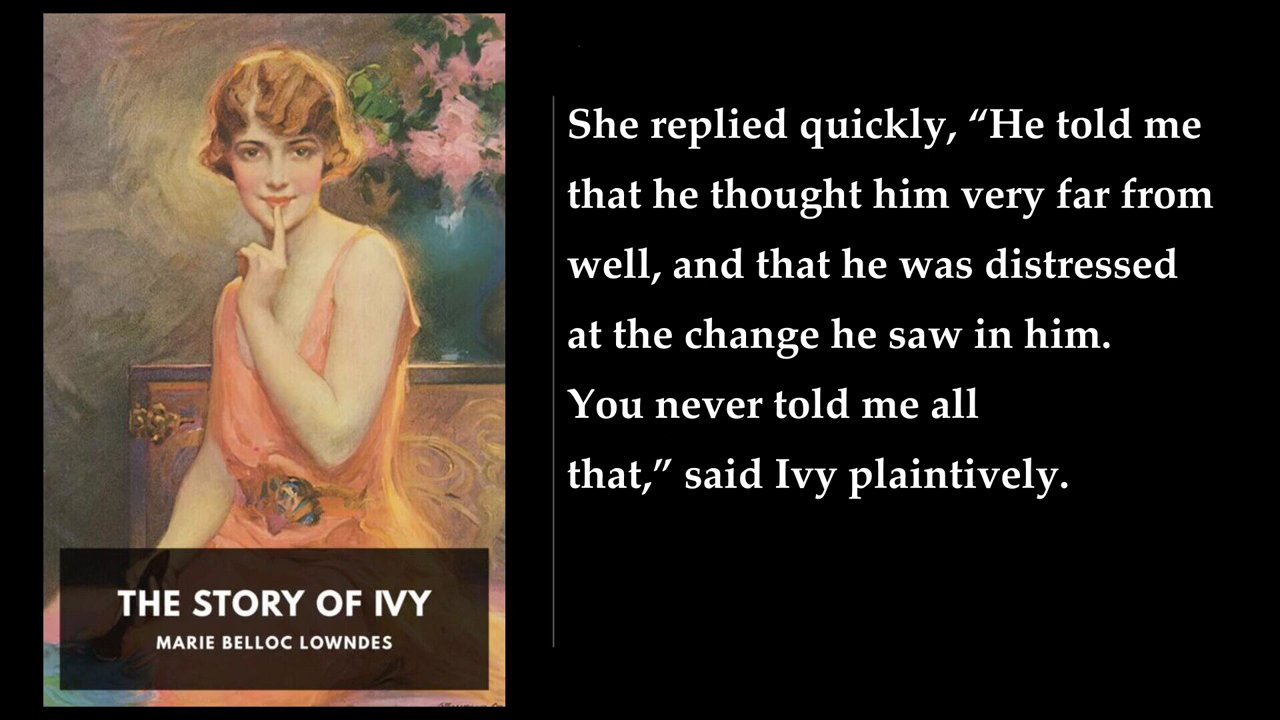 She replied quickly, “He told me
that he thought him very far from
well, and that he was distressed
at the change he saw in him.
You never told me all
that,” said Ivy plaintively.
THE STORY OF IVY
MARIE BELLOC LOWNDES